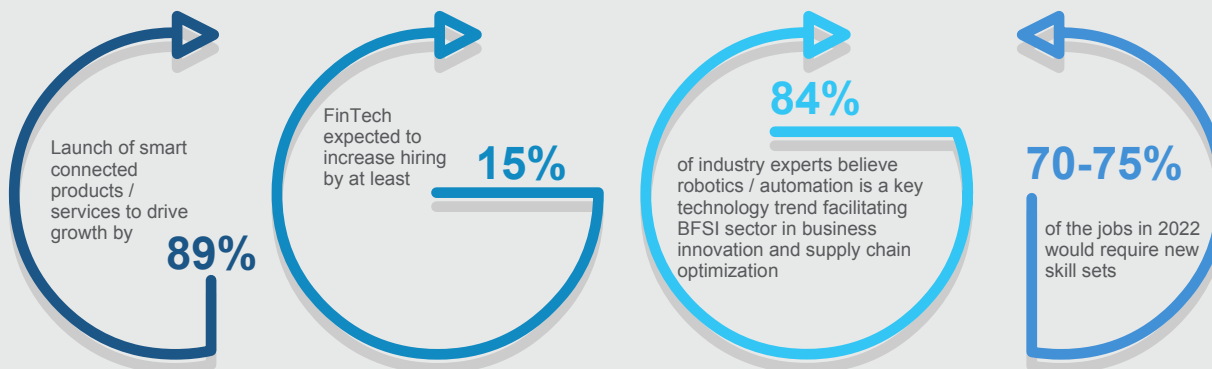 Launch of smart
connected
products /
services to drive
growth by
89%
FinTech
expected to
increase hiring
by at least
15%
84%
of industry experts believe
robotics / automation is a key
technology trend facilitating
BFSI sector in business
innovation and supply chain
optimization
70-75%
of the jobs in 2022
would require new
skill sets